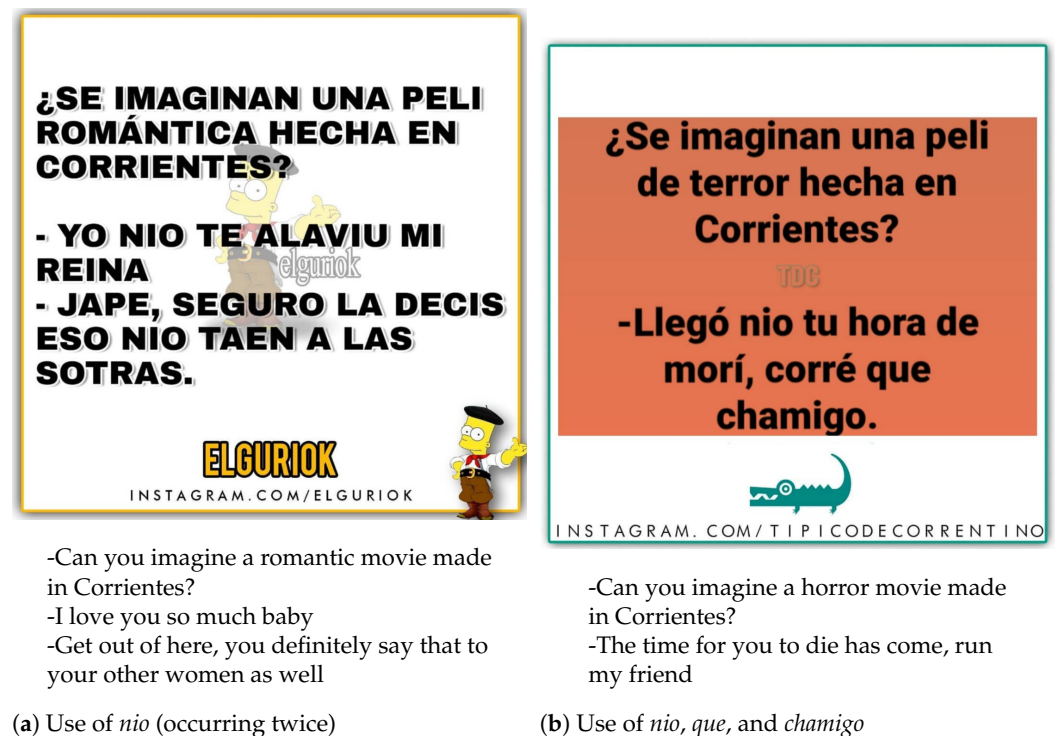 ¿SE IMAGINAN UNA PELI
ROMÁNTICA HECHA EN
CORRIENTES?
- YO NIO TE ALAVIU MI
REINA
elguriok
- JAPE, SEGURO LA DECIS
ESO NIO TAEN A LAS
SOTRAS.
ELGURIOK
INSTAGRAM.COM/ELGURIOK
-Can you imagine a romantic movie made
in Corrientes?
-I love you so much baby
-Get out of here, you definitely say that to
your other women as well
(a) Use of nio (occurring twice)
¿Se imaginan una peli
de terror hecha en
Corrientes?
TDC
-Llegó nio tu hora de
morí, corré que
chamigo.
INSTAGRAM. COM/TIPICODECORRENTINO
-Can you imagine a horror movie made
in Corrientes?
-The time for you to die has come, run
my friend
(b) Use of nio, que, and chamigo